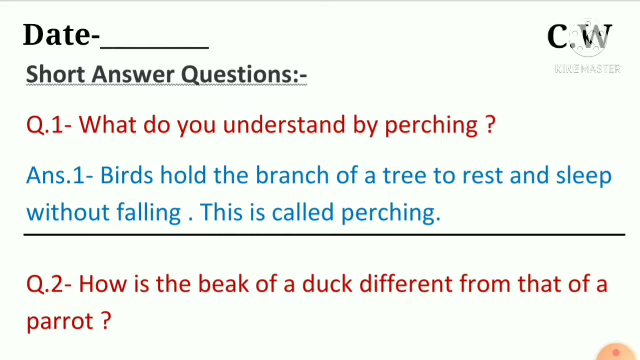 Date-________ C.W
KINEMASTER
Short Answer Questions:-
Q.1- What do you understand by perching ?
Ans.1- Birds hold the branch of a tree to rest and sleep
without falling . This is called perching.
Q.2- How is the beak of a duck different from that of a
parrot ?